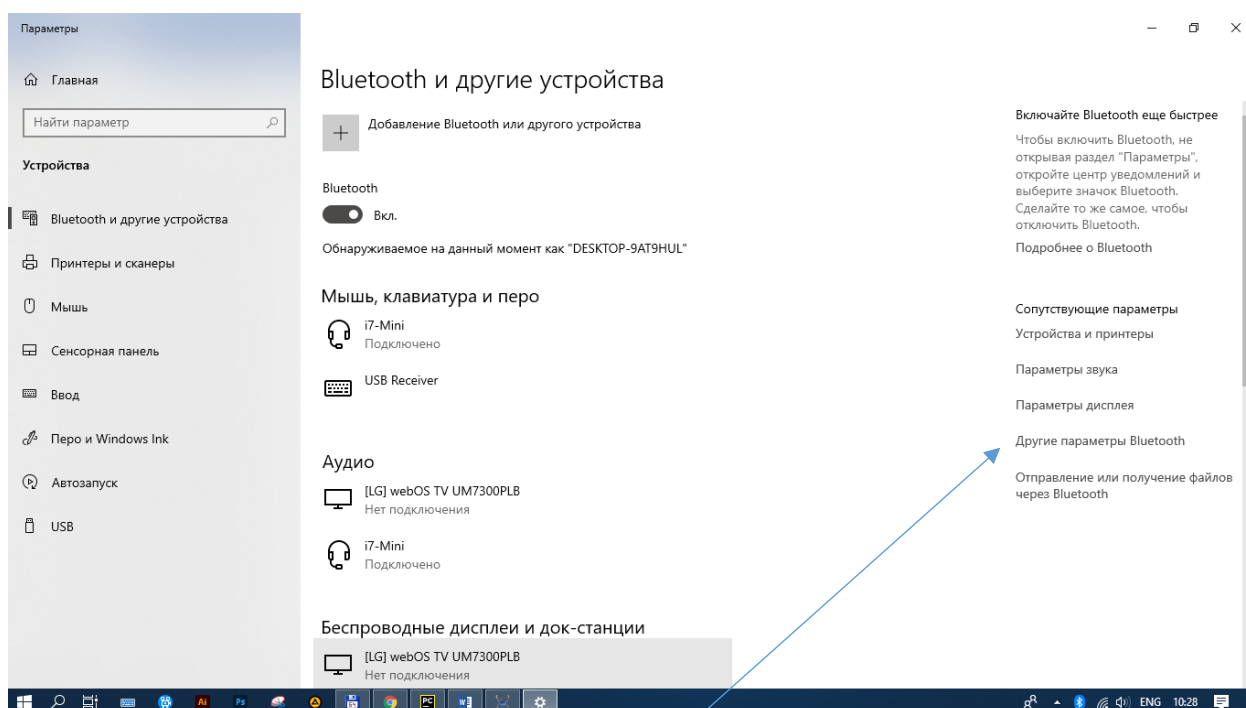 Параметры
Главная
Найти параметр
Устройства
Bluetooth и другие устройства
Принтеры и сканеры
Мышь
Сенсорная панель
Ввод
Перо и Windows Ink
Автозапуск
USB
Bluetooth и другие устройства
Добавление Bluetooth или другого устройства
Bluetooth
Вкл.
Обнаруживаемое на данный момент как "DESKTOP-9AT9HUL"
Мышь, клавиатура и перо
i7-Mini
Подключено
USB Receiver
Аудио
[LG] webOS TV UM7300PLB
Нет подключения
i7-Mini
Подключено
Беспроводные дисплеи и док-станции
[LG] webOS TV UM7300PLB
Нет подключения
Включайте Bluetooth еще быстрее
Чтобы включить Bluetooth, не
открывая раздел "Параметры",
откройте центр уведомлений и
выберите значок Bluetooth.
Сделайте то же самое, чтобы
отключить Bluetooth.
Подробнее о Bluetooth
Сопутствующие параметры
Устройства и принтеры
Параметры звука
Параметры дисплея
Другие параметры Bluetooth
Отправление или получение файлов
через Bluetooth
Ai
Ps
PC
W
ENG
10:28